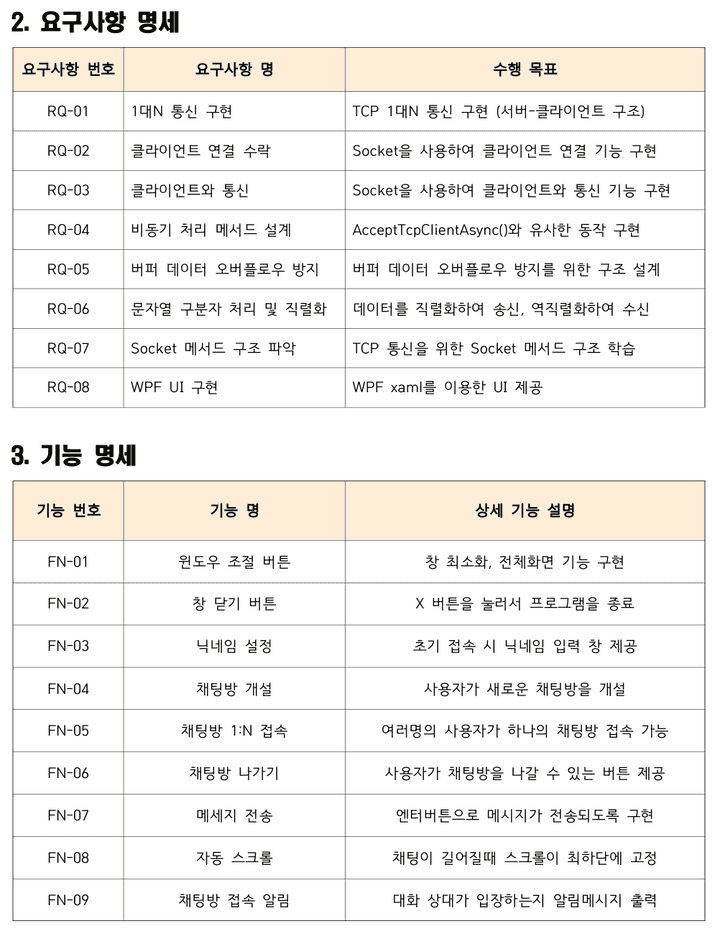 2. 요구사항 명세
요구사항 번호 요구사항 명 수행 목표
RQ-01 1대N 통신 구현 TCP 1대N 통신 구현 (서버-클라이언트 구조)
RQ-02 클라이언트 연결 수락 Socket을 사용하여 클라이언트 연결 기능 구현
RQ-03 클라이언트와 통신 Socket을 사용하여 클라이언트와 통신 기능 구현
RQ-04 비동기 처리 메서드 설계 AcceptTcpClientAsync()와 유사한 동작 구현
RQ-05 버퍼 데이터 오버플로우 방지 버퍼 데이터 오버플로우 방지를 위한 구조 설계
RQ-06 문자열 구분자 처리 및 직렬화 데이터를 직렬화하여 송신, 역직렬화하여 수신
RQ-07 Socket 메서드 구조 파악 TCP 통신을 위한 Socket 메서드 구조 학습
RQ-08 WPF UI 구현 WPF xaml를 이용한 UI 제공
3. 기능 명세
기능 번호 기능 명 상세 기능 설명
FN-01 윈도우 조절 버튼 창 최소화, 전체화면 기능 구현
FN-02 창 닫기 버튼 X 버튼을 눌러서 프로그램을 종료
FN-03 닉네임 설정 초기 접속 시 닉네임 입력 창 제공
FN-04 채팅방 개설 사용자가 새로운 채팅방을 개설
FN-05 채팅방 1:N 접속 여러명의 사용자가 하나의 채팅방 접속 가능
FN-06 채팅방 나가기 사용자가 채팅방을 나갈 수 있는 버튼 제공
FN-07 메세지 전송 엔터버튼으로 메시지가 전송되도록 구현
FN-08 자동 스크롤 채팅이 길어질때 스크롤이 최하단에 고정
FN-09 채팅방 접속 알림 대화 상대가 입장하는지 알림메시지 출력